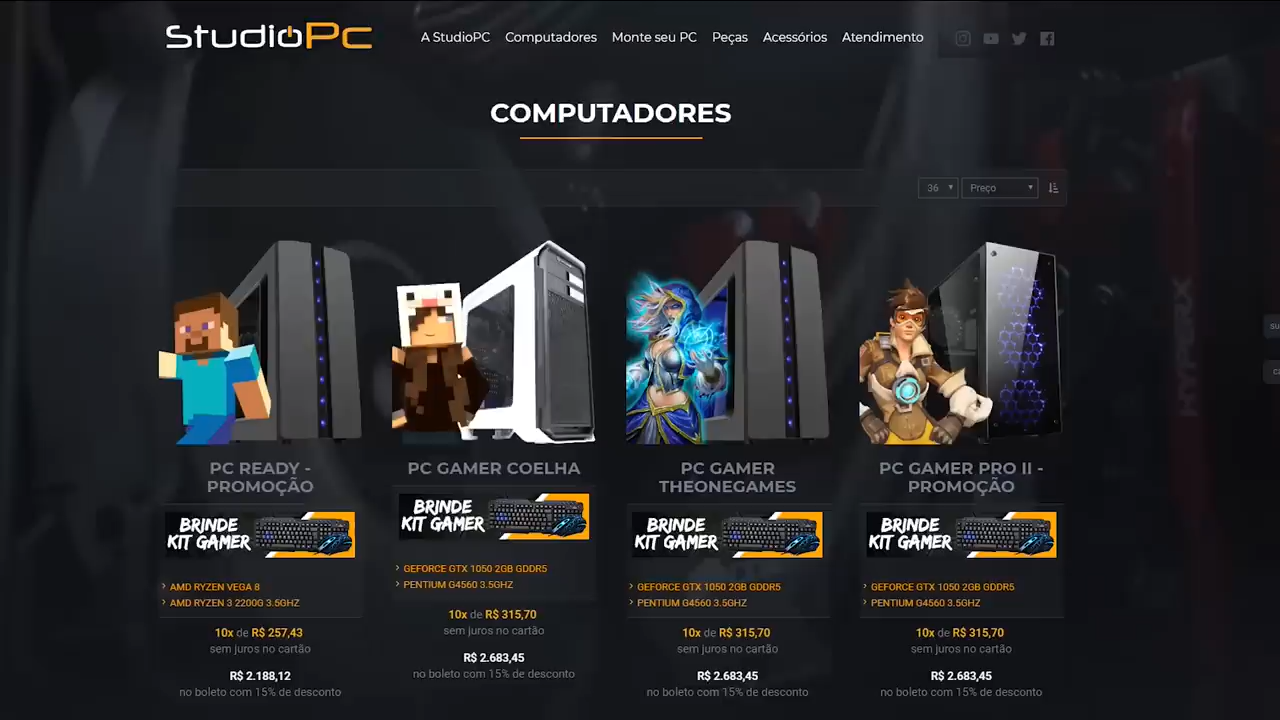 StudioPc
A StudioPC
Computadores
Monte seu PC
Peças
Acessórios
Atendimento
COMPUTADORES
36
Preço
HYPERX
PC READY -
PROMOÇÃO
BRINDE
KIT GAMER
AMD RYZEN VEGA 8
AMD RYZEN 3 2200G 3.5GHZ
10x de R$ 257,43
sem juros no cartão
R$ 2.188,12
no boleto com 15% de desconto
PC GAMER COELHA
BRINDE
KIT GAMER
GEFORCE GTX 1050 2GB GDDR5
PENTIUM G4560 3.5GHZ
10x de R$ 315,70
sem juros no cartão
R$ 2.683,45
no boleto com 15% de desconto
PC GAMER
THEONEGAMES
BRINDE
KIT GAMER
GEFORCE GTX 1050 2GB GDDR5
PENTIUM G4560 3.5GHZ
10x de R$ 315,70
sem juros no cartão
R$ 2.683,45
no boleto com 15% de desconto
PC GAMER PRO II -
PROMOÇÃO
BRINDE
KIT GAMER
GEFORCE GTX 1050 2GB GDDR5
PENTIUM G4560 3.5GHZ
10x de R$ 315,70
sem juros no cartão
R$ 2.683,45
no boleto com 15% de desconto